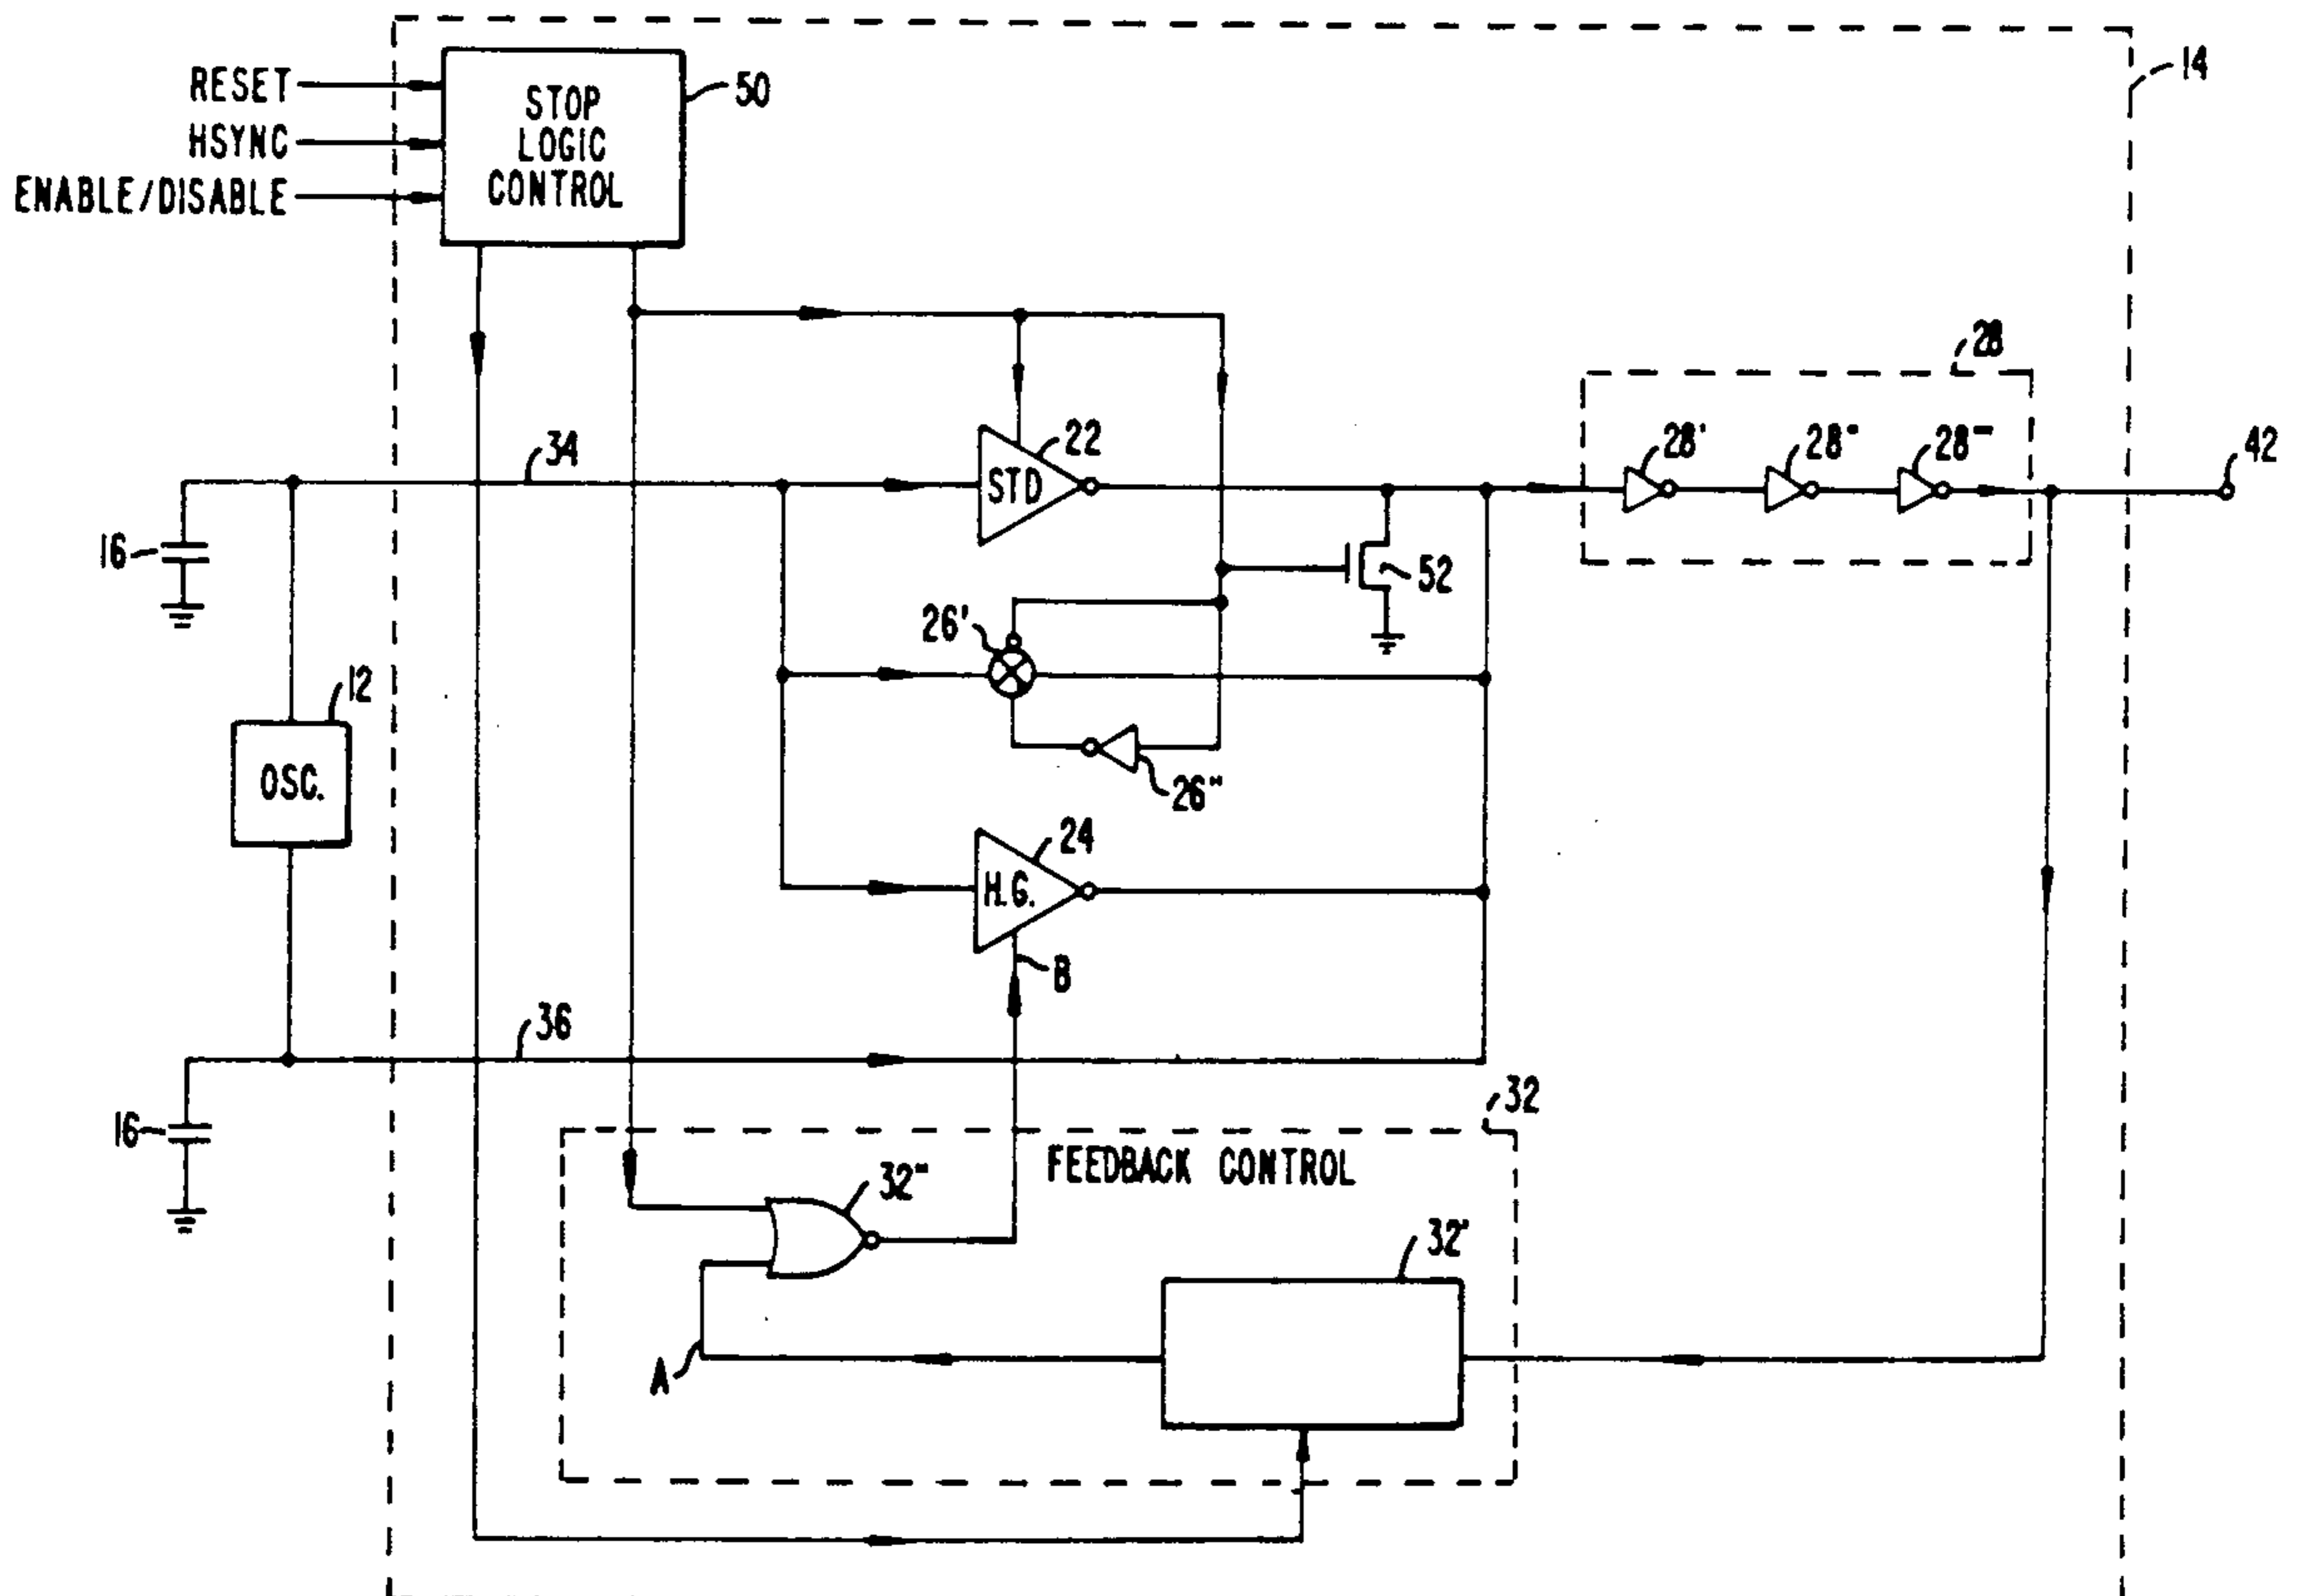 RESET
HSYNC
ENABLE/DISABLE
STOP
LOGIC
CONTROL
50
14
28
34
22
STD
28'
28"
28'''
42
16
52
26'
12
OSC.
26"
24
H.G.
B
36
16
32
FEEDBACK CONTROL
32"
32'
A